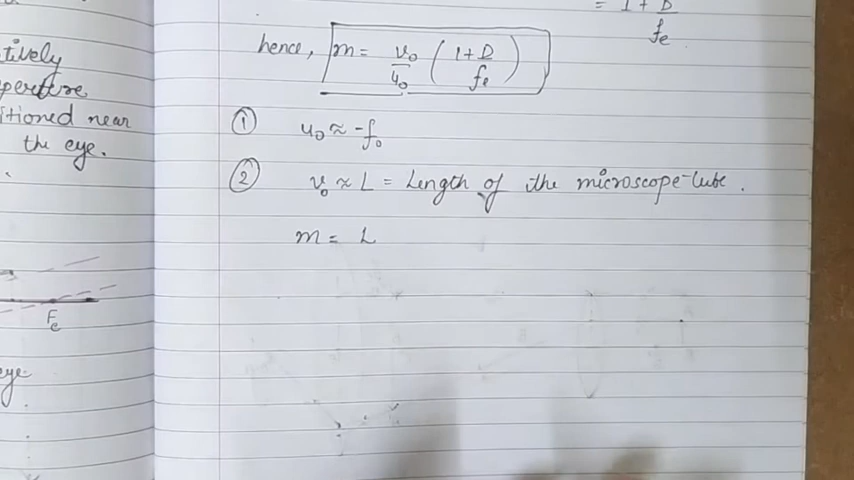 tively
perture
itioned near
the eye.
Fe
eye
= 1 + D
fe
hence, m = v₀/u₀ ( 1+D/fe )
① u₀ ≈ -f₀
② v₀ ≈ L = Length of the microscope-tube.
m = L